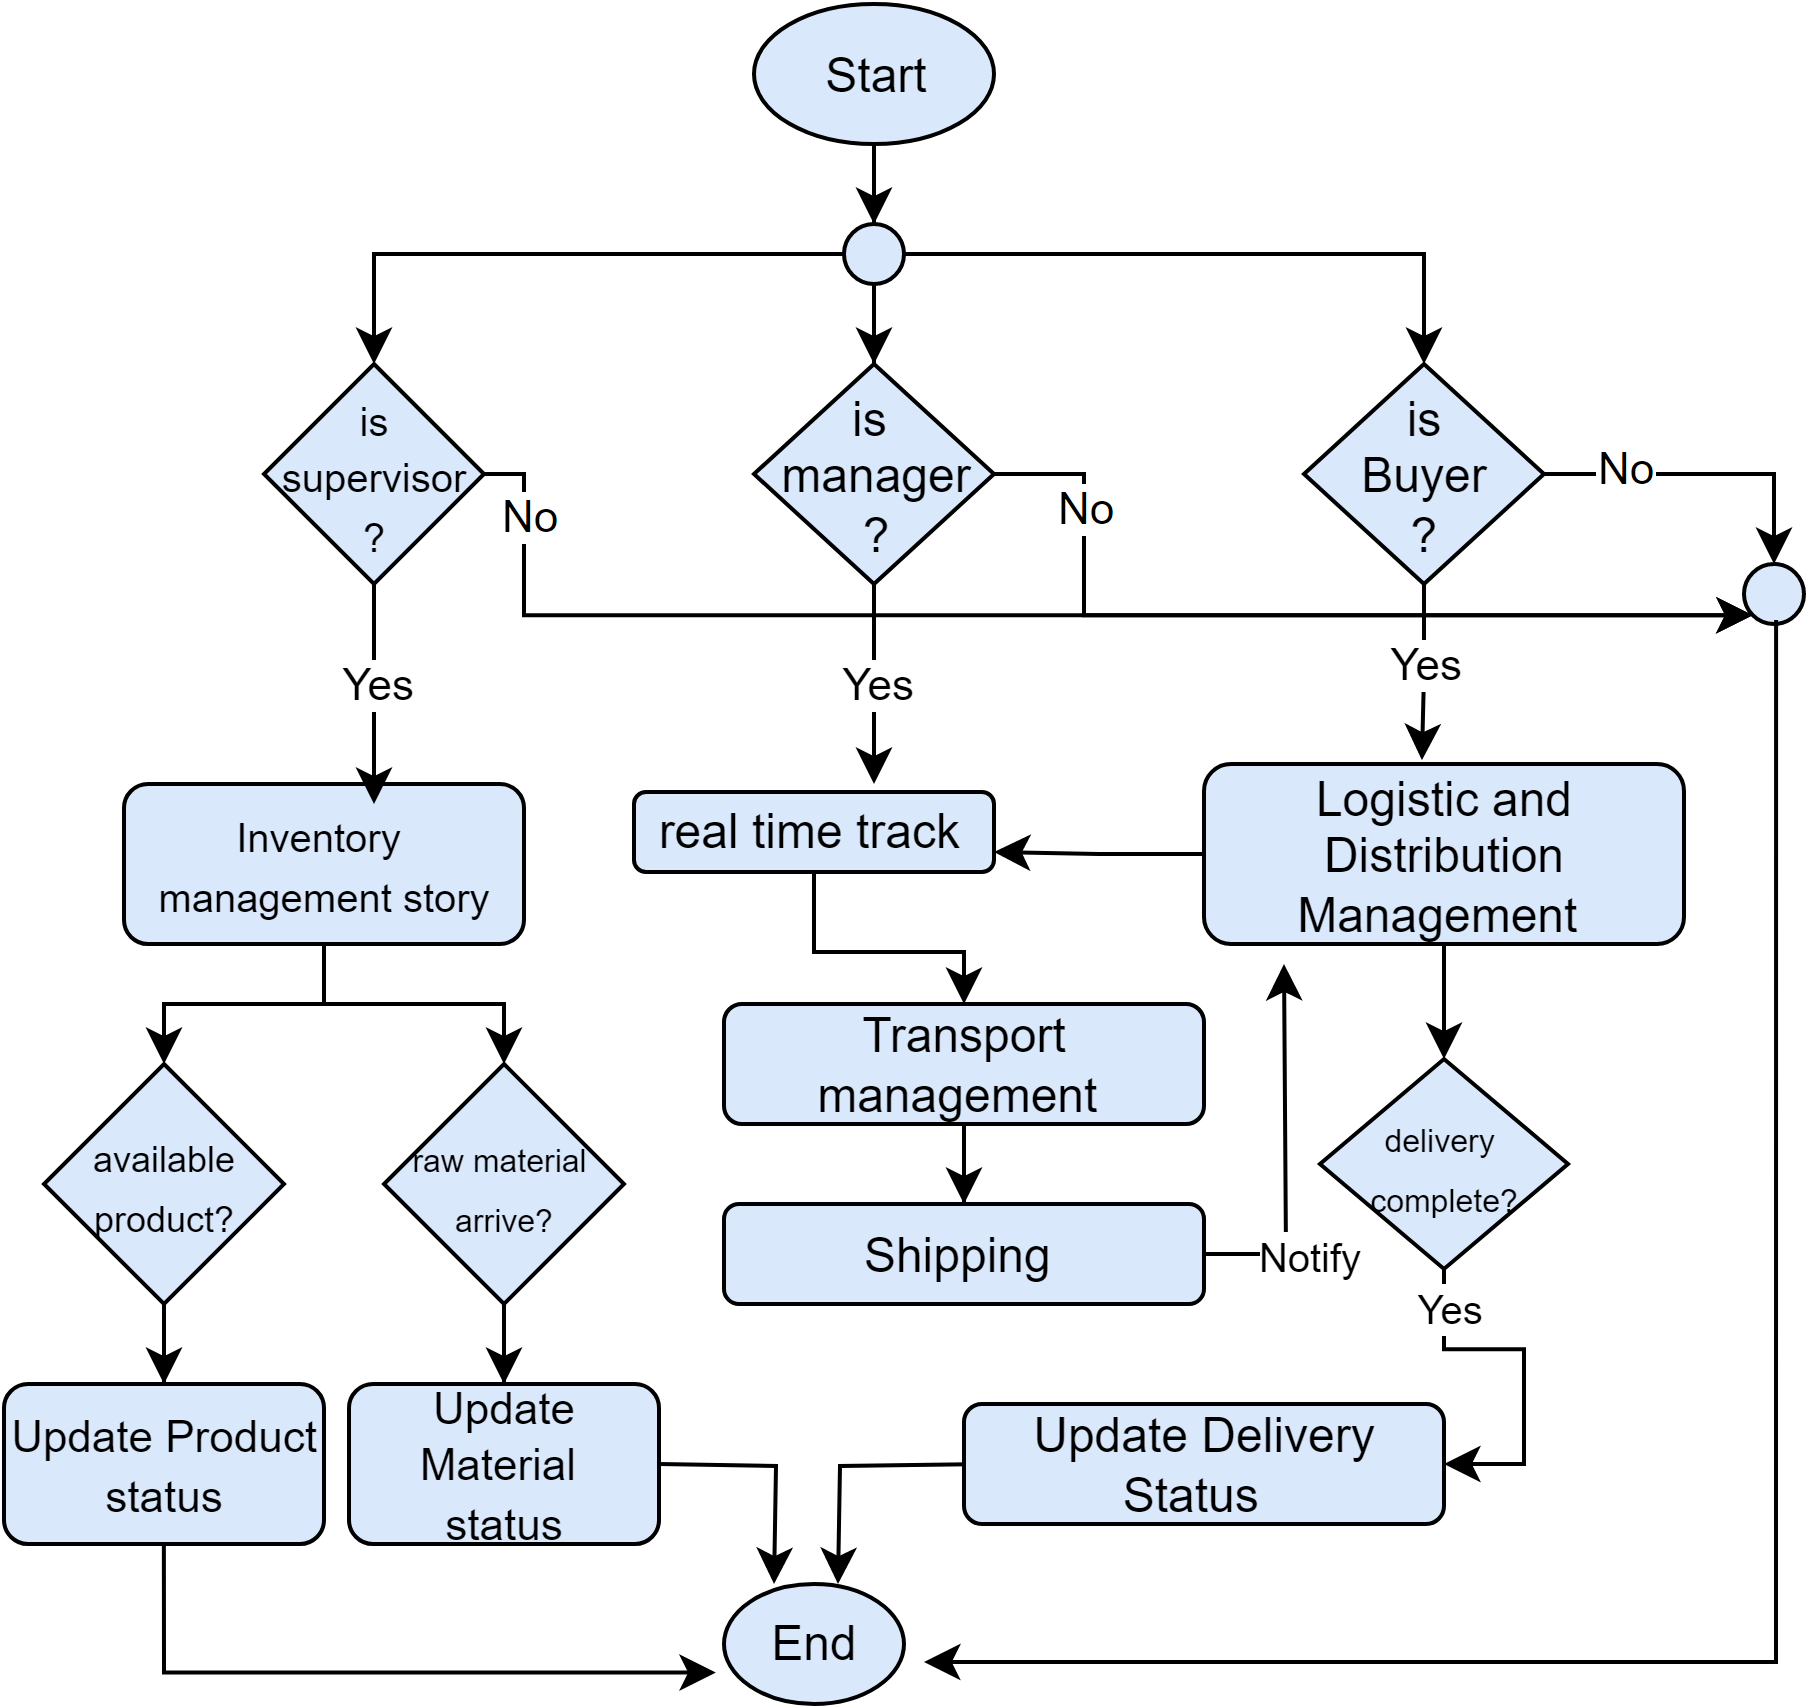 Start
is
supervisor
?
No
is
manager
?
No
is
Buyer
?
No
Yes
Yes
Yes
Inventory
management story
real time track
Logistic and
Distribution
Management
Transport
management
available
product?
raw material
arrive?
delivery
complete?
Shipping
Notify
Yes
Update Product
status
Update
Material
status
Update Delivery
Status
End